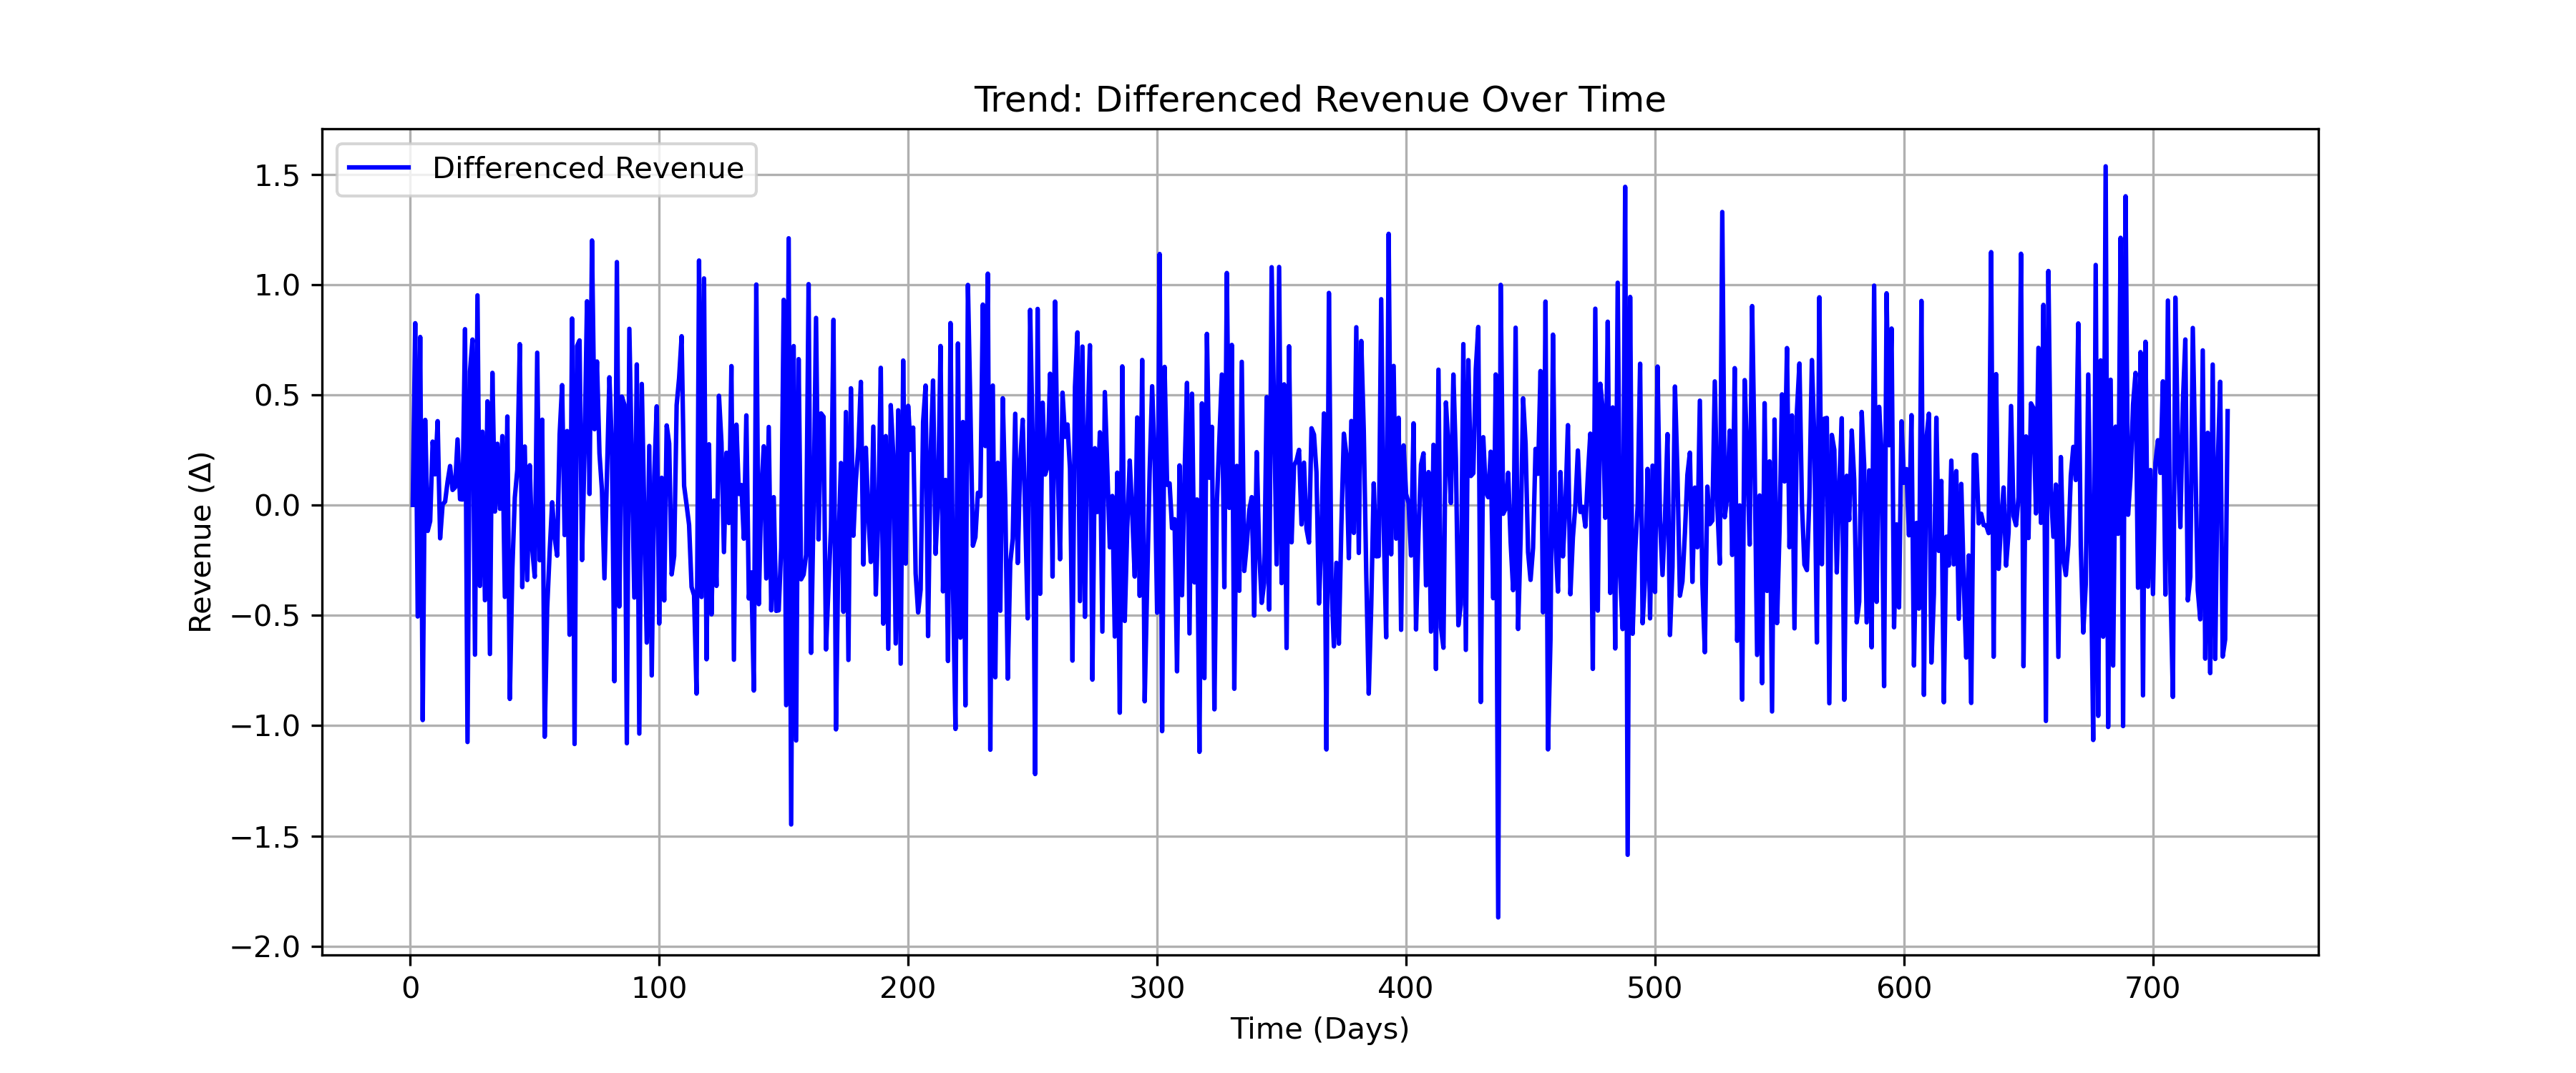 Trend: Differenced Revenue Over Time
Differenced Revenue
1.5
1.0
0.5
0.0
−0.5
−1.0
−1.5
−2.0
Revenue (Δ)
0 100 200 300 400 500 600 700
Time (Days)